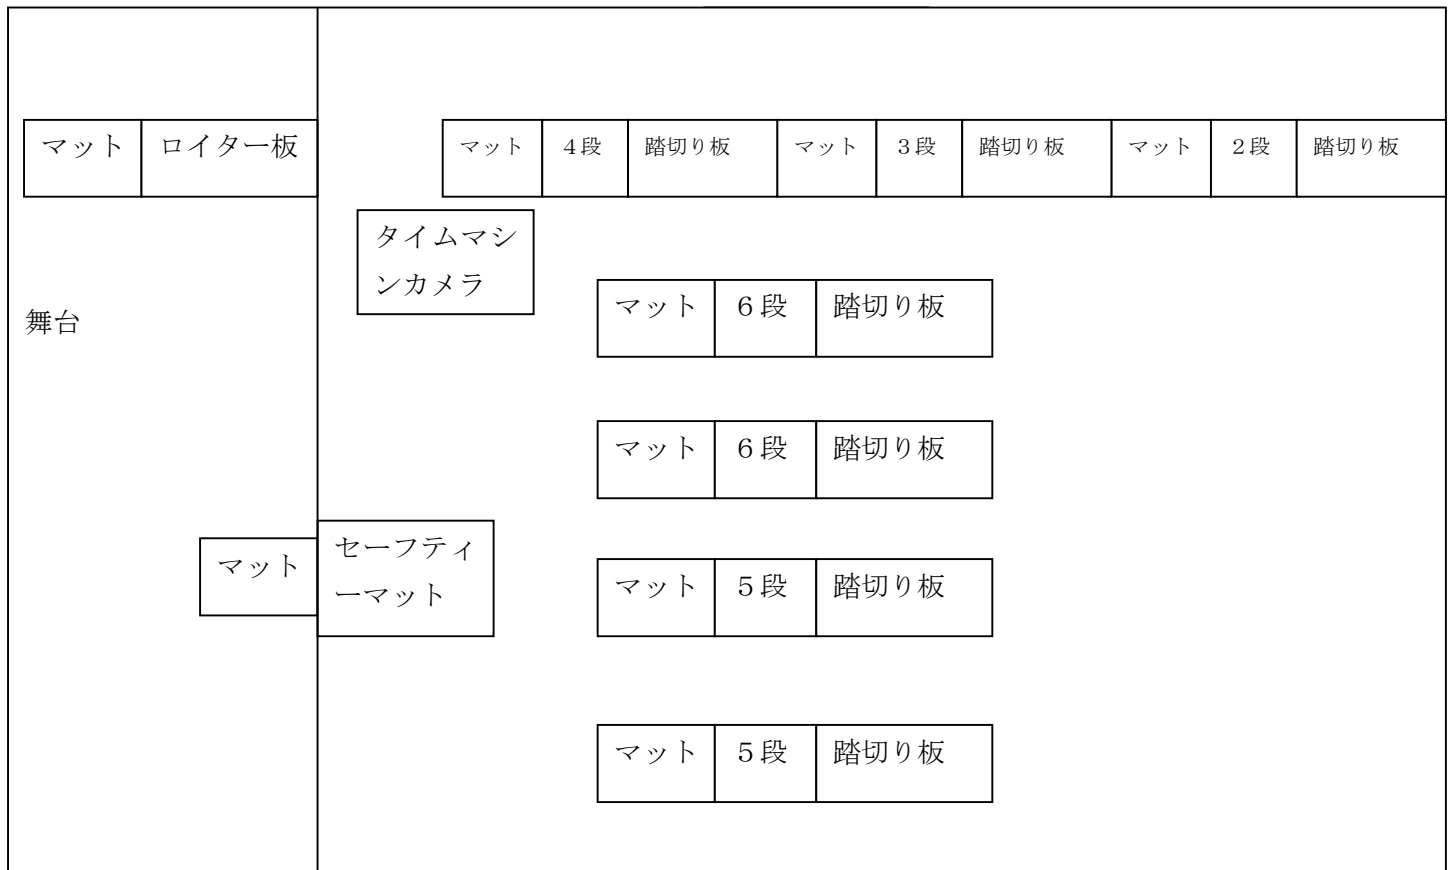 マット ロイター板 マット ４段 踏切り板 マット ３段 踏切り板 マット ２段 踏切り板
タイムマシ
ンカメラ
舞台
マット ６段 踏切り板
マット ６段 踏切り板
マット
セーフティ
ーマット
マット ５段 踏切り板
マット ５段 踏切り板